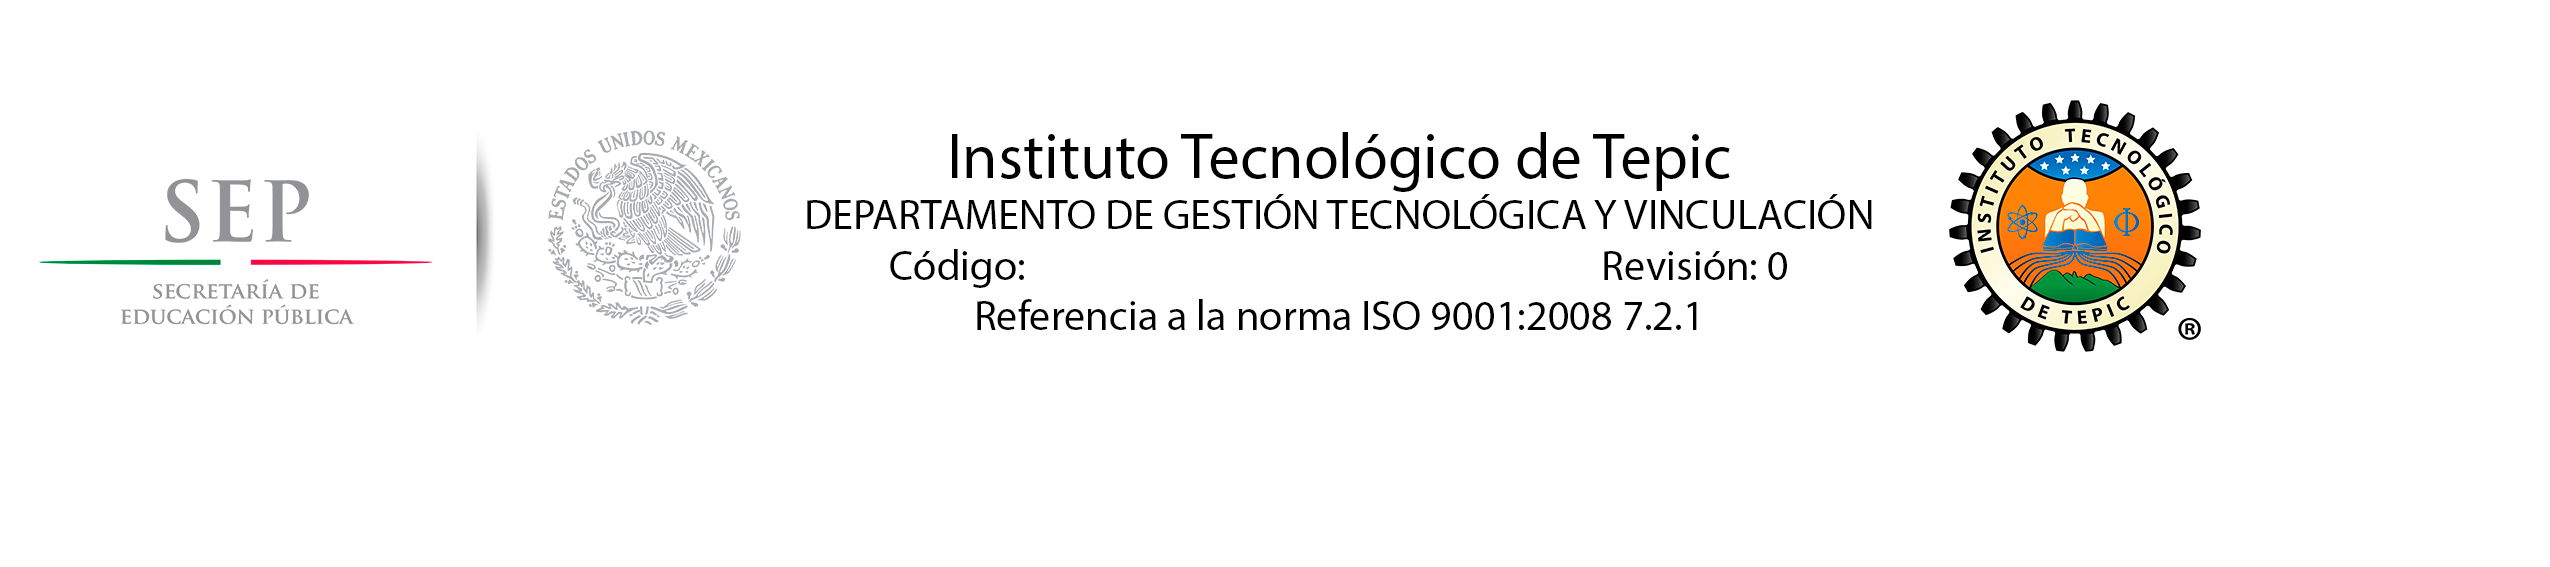 SEP
SECRETARÍA DE
EDUCACIÓN PÚBLICA
ESTADOS UNIDOS MEXICANOS
Instituto Tecnológico de Tepic
DEPARTAMENTO DE GESTIÓN TECNOLÓGICA Y VINCULACIÓN
Código: Revisión: 0
Referencia a la norma ISO 9001:2008 7.2.1
INSTITUTO TECNOLÓGICO
DE TEPIC
Φ
®